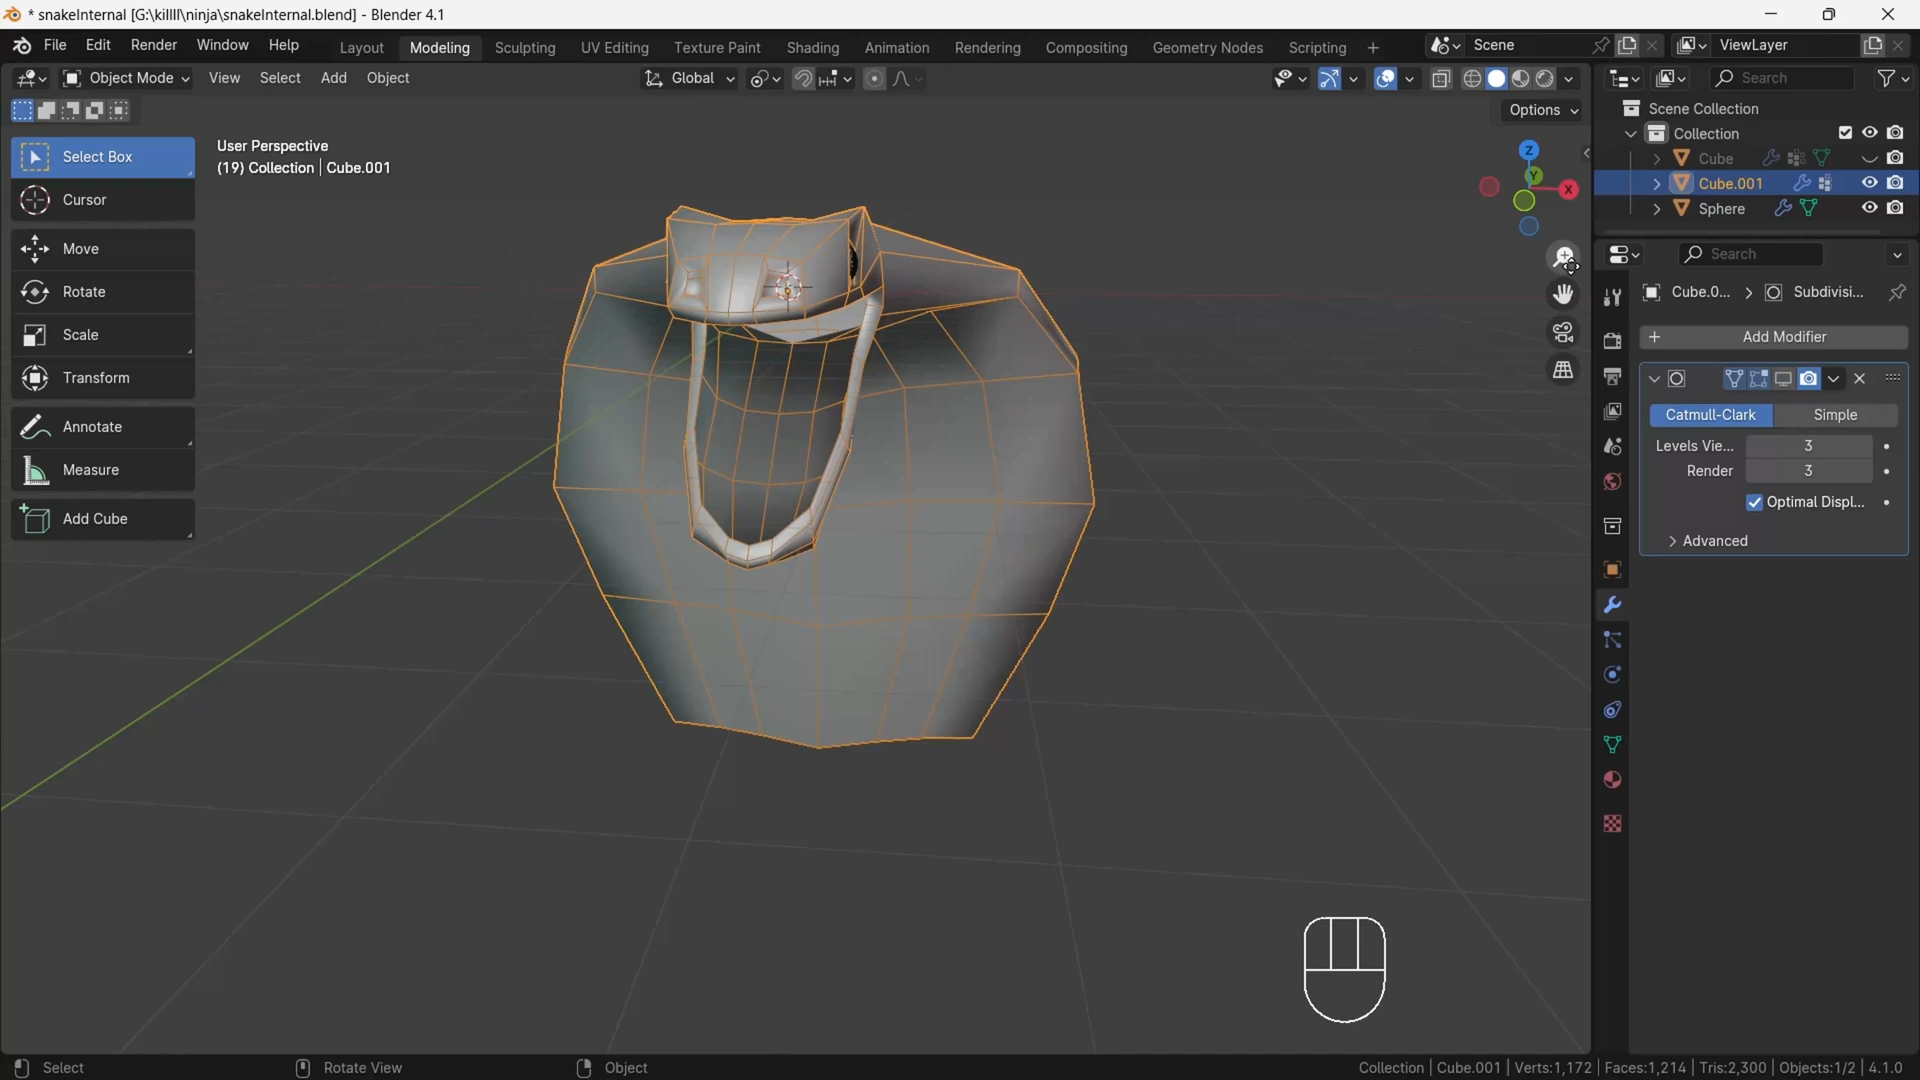 * snakeInternal [G:\killll\ninja\snakeInternal.blend] - Blender 4.1
File Edit Render Window Help Layout Modeling Sculpting UV Editing Texture Paint Shading Animation Rendering Compositing Geometry Nodes Scripting + Scene ViewLayer
Object Mode View Select Add Object Global Search
Options
Scene Collection
Collection
Cube
Cube.001
Sphere
Select Box
Cursor
Move
Rotate
Scale
Transform
Annotate
Measure
Add Cube
User Perspective
(19) Collection | Cube.001
Z
Y
X
Search
Cube.0... Subdivisi...
+ Add Modifier
Catmull-Clark Simple
Levels Vie... 3
Render 3
Optimal Displ...
Advanced
Select Rotate View Object Collection | Cube.001 | Verts:1,172 | Faces:1,214 | Tris:2,300 | Objects:1/2 | 4.1.0